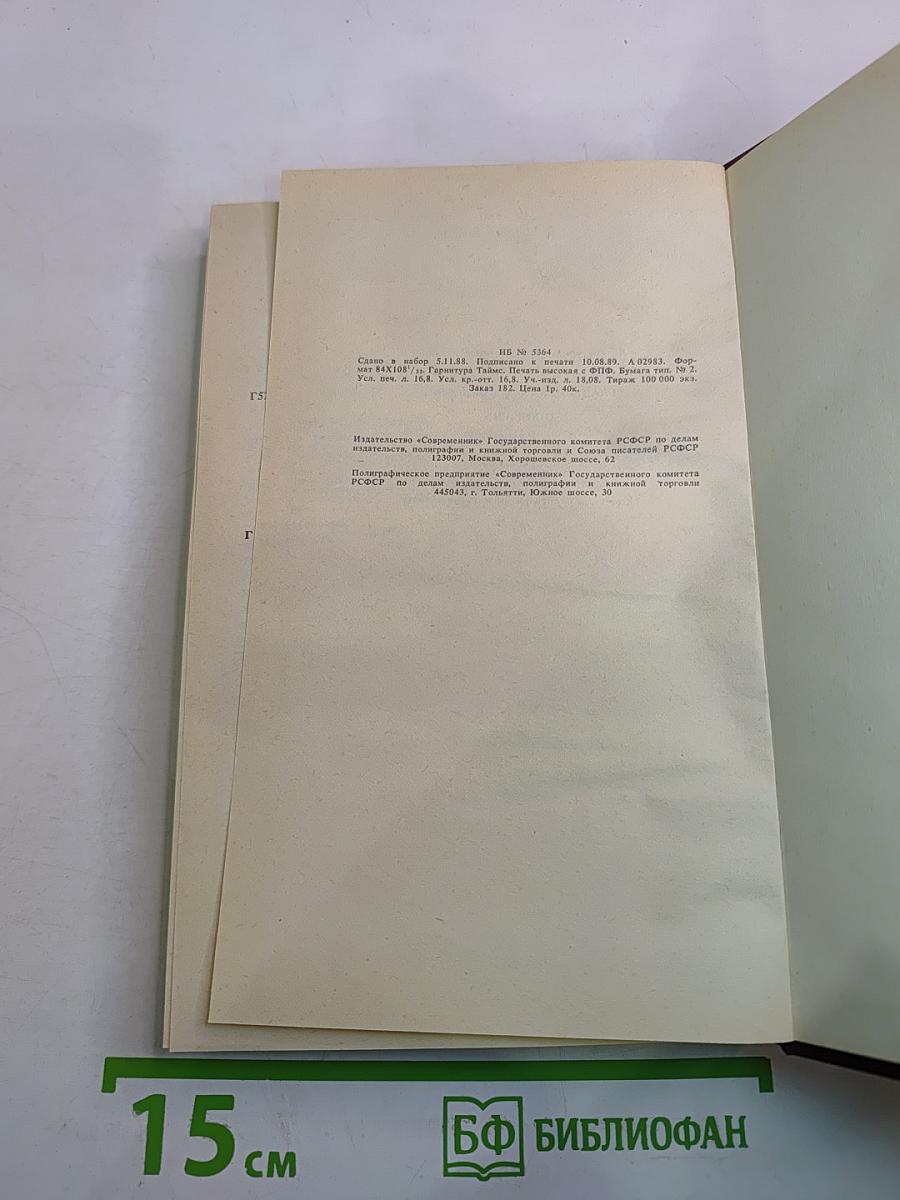 ИБ № 5364
Сдано в набор 5.11.88. Подписано к печати 10.08.89. А 02983. Фор-
мат 84X108¹/₃₂. Гарнитура Таймс. Печать высокая с ФПФ. Бумага тип. № 2.
Усл. печ. л. 16,8. Усл. кр.-отт. 16,8. Уч.-изд. л. 18,08. Тираж 100 000 экз.
Заказ 182. Цена 1р. 40к.
Издательство «Современник» Государственного комитета РСФСР по делам
издательств, полиграфии и книжной торговли и Союза писателей РСФСР
123007, Москва, Хорошевское шоссе, 62
Полиграфическое предприятие «Современник» Государственного комитета
РСФСР по делам издательств, полиграфии и книжной торговли
445043, г. Тольятти, Южное шоссе, 30
Г
15 см
БФ БИБЛИОФАН